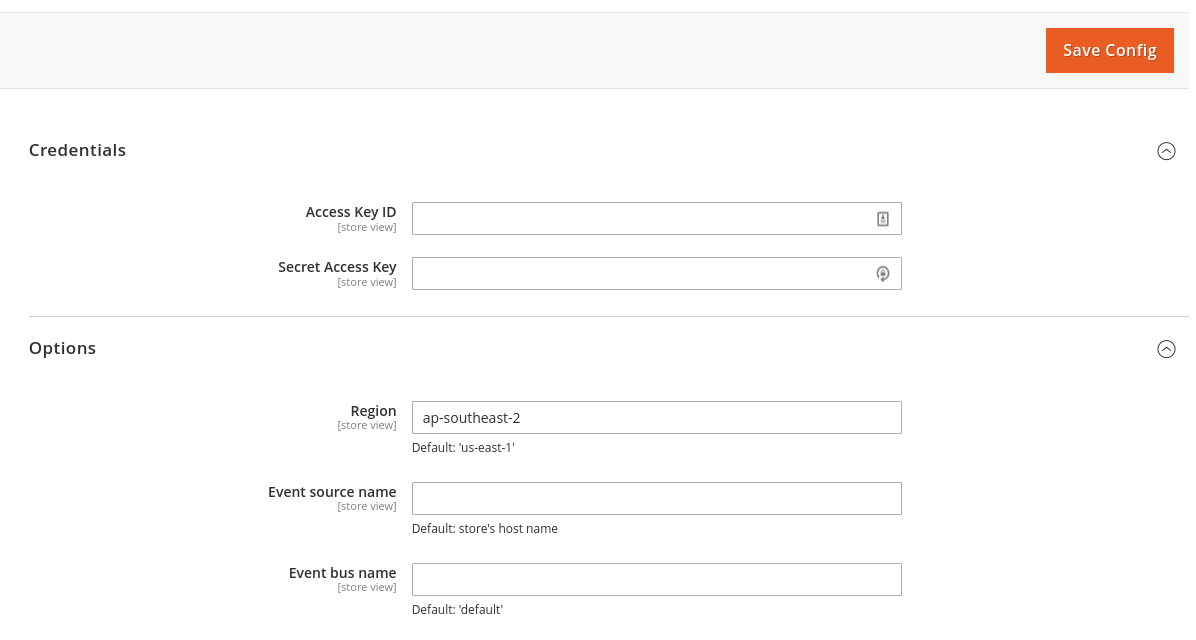 Save Config
Credentials
Access Key ID
[store view]
Secret Access Key
[store view]
Options
Region
[store view]
ap-southeast-2
Default: 'us-east-1'
Event source name
[store view]
Default: store's host name
Event bus name
[store view]
Default: 'default'